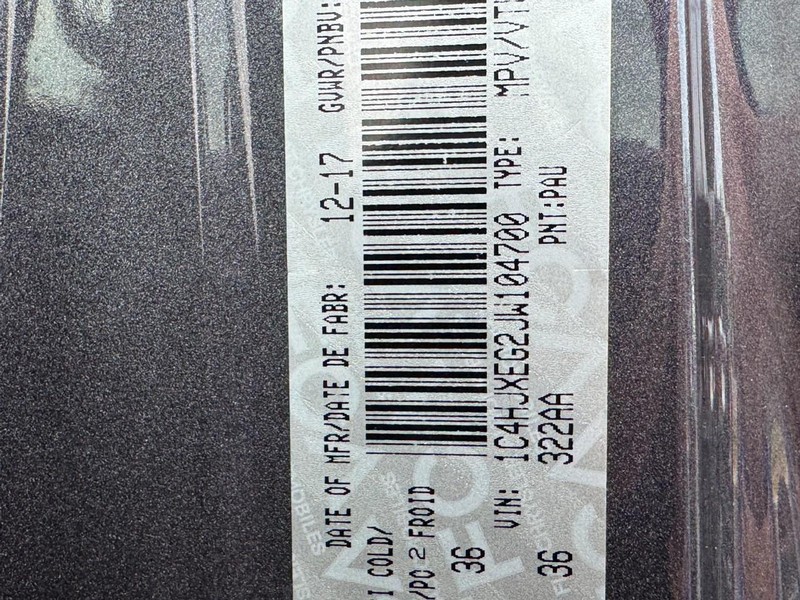 DATE OF MFR/DATE DE FABR: 12-17 GVWR/PNBV:
I COLD/
/PO 2 FROID
36
VIN: 1C4HJXEG2JW104700 TYPE: MPV/VT
36 322AA PNT:PAU